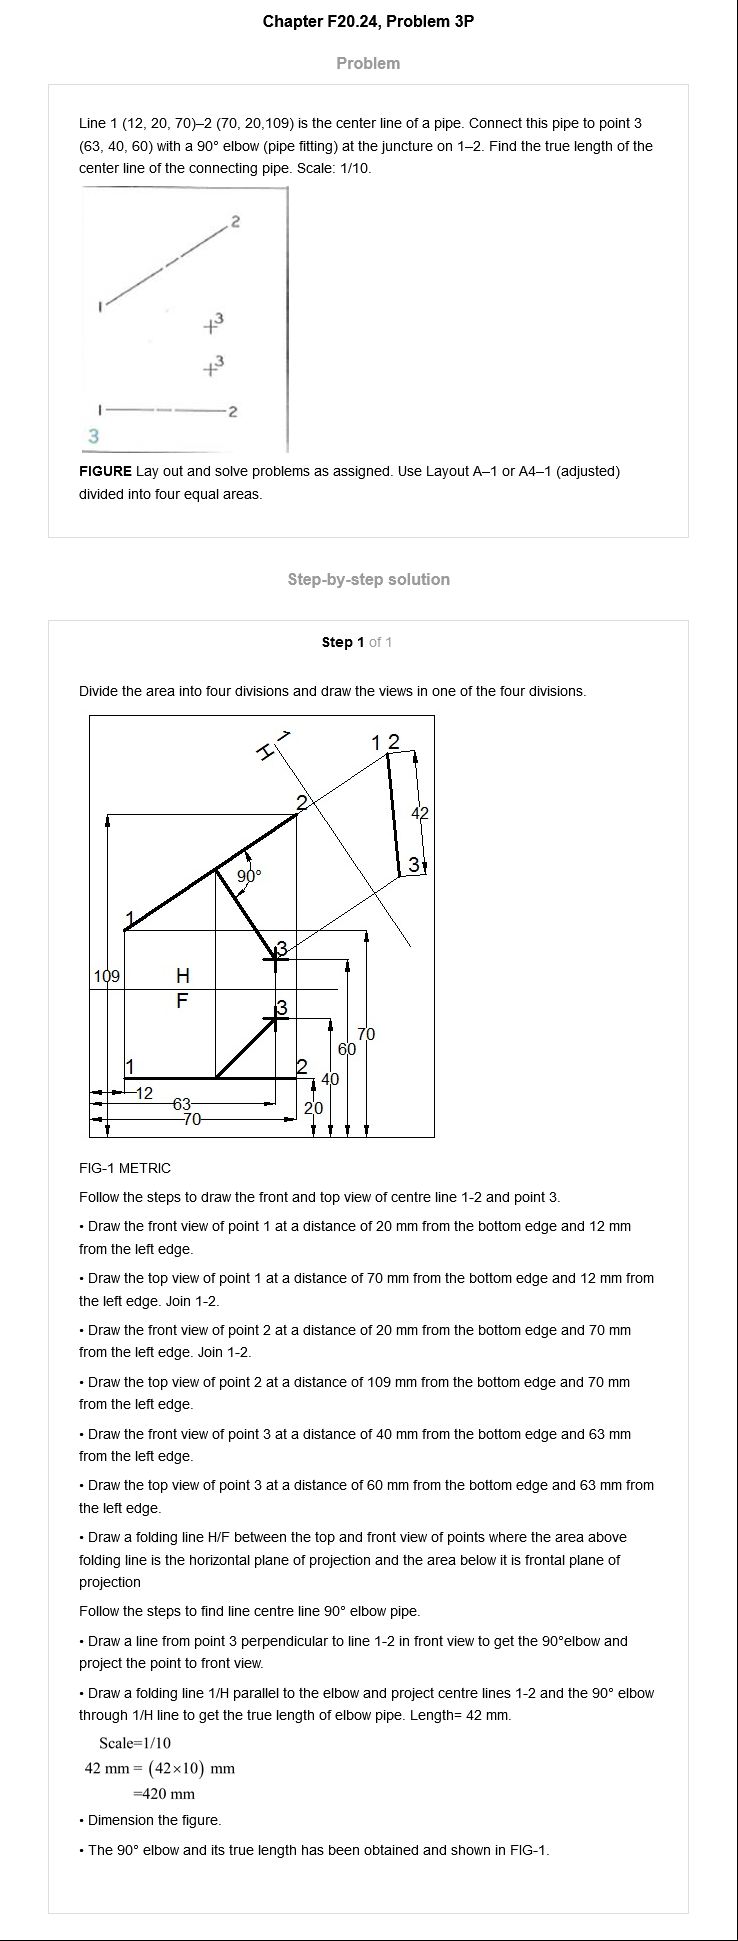 Chapter F20.24, Problem 3P
Problem
Line 1 (12, 20, 70)–2 (70, 20,109) is the center line of a pipe. Connect this pipe to point 3
(63, 40, 60) with a 90° elbow (pipe fitting) at the juncture on 1–2. Find the true length of the
center line of the connecting pipe. Scale: 1/10.
2
1
3
3
1 2
3
FIGURE Lay out and solve problems as assigned. Use Layout A–1 or A4–1 (adjusted)
divided into four equal areas.
Step-by-step solution
Step 1 of 1
Divide the area into four divisions and draw the views in one of the four divisions.
H 1
1 2
2
42
90°
3
1
3
109
H
F
3
70
60
1
2
40
12
63
20
70
FIG-1 METRIC
Follow the steps to draw the front and top view of centre line 1-2 and point 3.
• Draw the front view of point 1 at a distance of 20 mm from the bottom edge and 12 mm
from the left edge.
• Draw the top view of point 1 at a distance of 70 mm from the bottom edge and 12 mm from
the left edge. Join 1-2.
• Draw the front view of point 2 at a distance of 20 mm from the bottom edge and 70 mm
from the left edge. Join 1-2.
• Draw the top view of point 2 at a distance of 109 mm from the bottom edge and 70 mm
from the left edge.
• Draw the front view of point 3 at a distance of 40 mm from the bottom edge and 63 mm
from the left edge.
• Draw the top view of point 3 at a distance of 60 mm from the bottom edge and 63 mm from
the left edge.
• Draw a folding line H/F between the top and front view of points where the area above
folding line is the horizontal plane of projection and the area below it is frontal plane of
projection
Follow the steps to find line centre line 90° elbow pipe.
• Draw a line from point 3 perpendicular to line 1-2 in front view to get the 90°elbow and
project the point to front view.
• Draw a folding line 1/H parallel to the elbow and project centre lines 1-2 and the 90° elbow
through 1/H line to get the true length of elbow pipe. Length= 42 mm.
Scale=1/10
42 mm = (42×10) mm
=420 mm
• Dimension the figure.
• The 90° elbow and its true length has been obtained and shown in FIG-1.